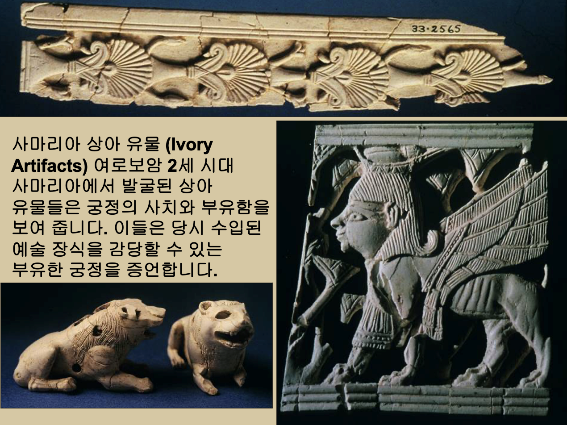 33·2565
사마리아 상아 유물 (Ivory
Artifacts) 여로보암 2세 시대
사마리아에서 발굴된 상아
유물들은 궁정의 사치와 부유함을
보여 줍니다. 이들은 당시 수입된
예술 장식을 감당할 수 있는
부유한 궁정을 증언합니다.